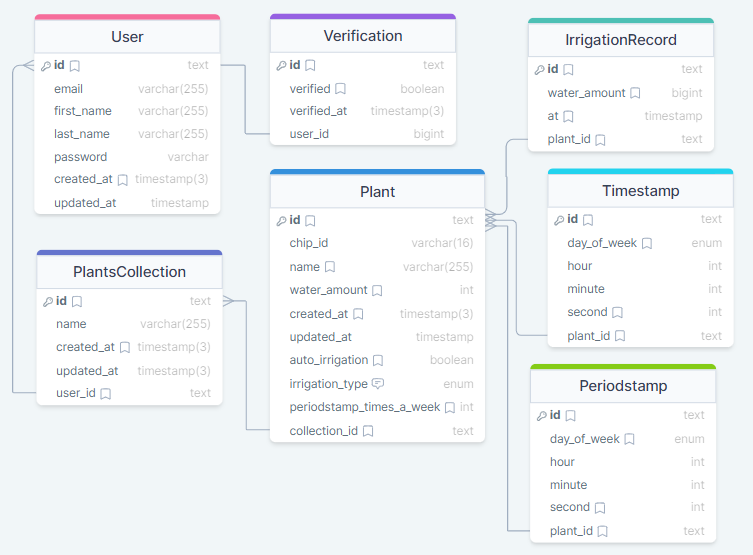 User
id text
email varchar(255)
first_name varchar(255)
last_name varchar(255)
password varchar
created_at timestamp(3)
updated_at timestamp
Verification
id text
verified boolean
verified_at timestamp(3)
user_id bigint
IrrigationRecord
id text
water_amount bigint
at timestamp
plant_id text
PlantsCollection
id text
name varchar(255)
created_at timestamp(3)
updated_at timestamp(3)
user_id text
Plant
id text
chip_id varchar(16)
name varchar(255)
water_amount int
created_at timestamp(3)
updated_at timestamp
auto_irrigation boolean
irrigation_type enum
periodstamp_times_a_week int
collection_id text
Timestamp
id text
day_of_week enum
hour int
minute int
second int
plant_id text
Periodstamp
id text
day_of_week enum
hour int
minute int
second int
plant_id text